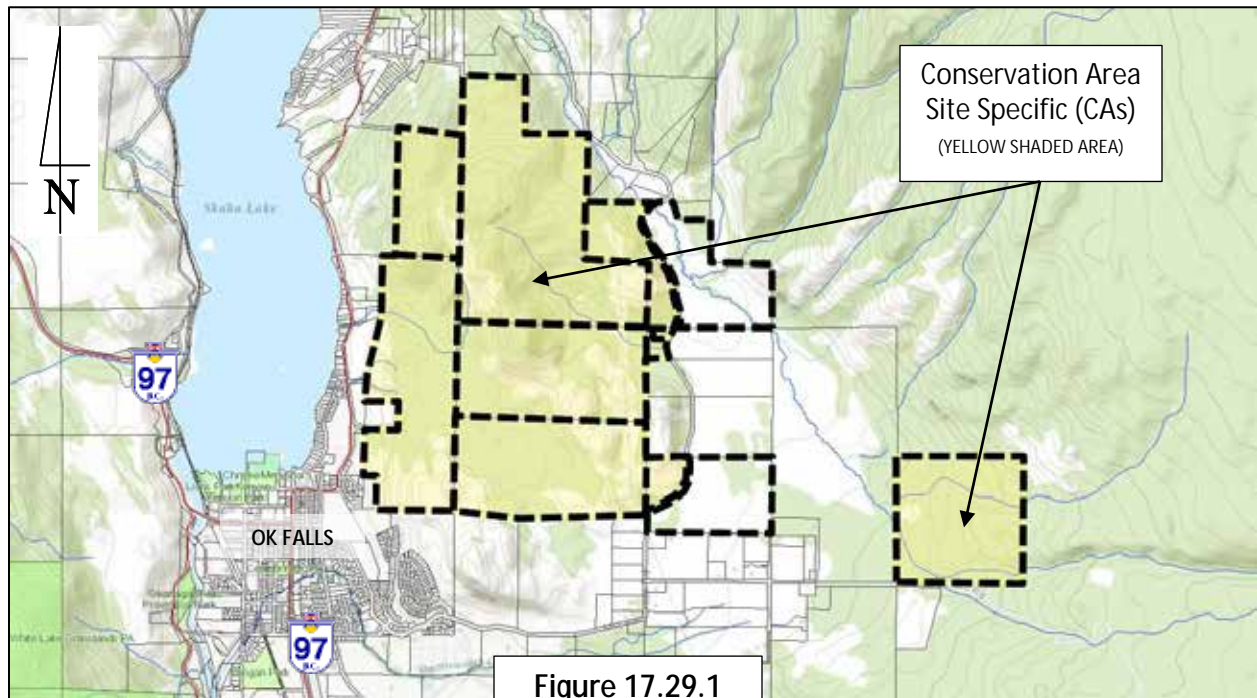 Conservation Area
Site Specific (CAs)
(YELLOW SHADED AREA)
N
Skaha Lake
97
B.C.
OK FALLS
97
B.C.
Figure 17.29.1